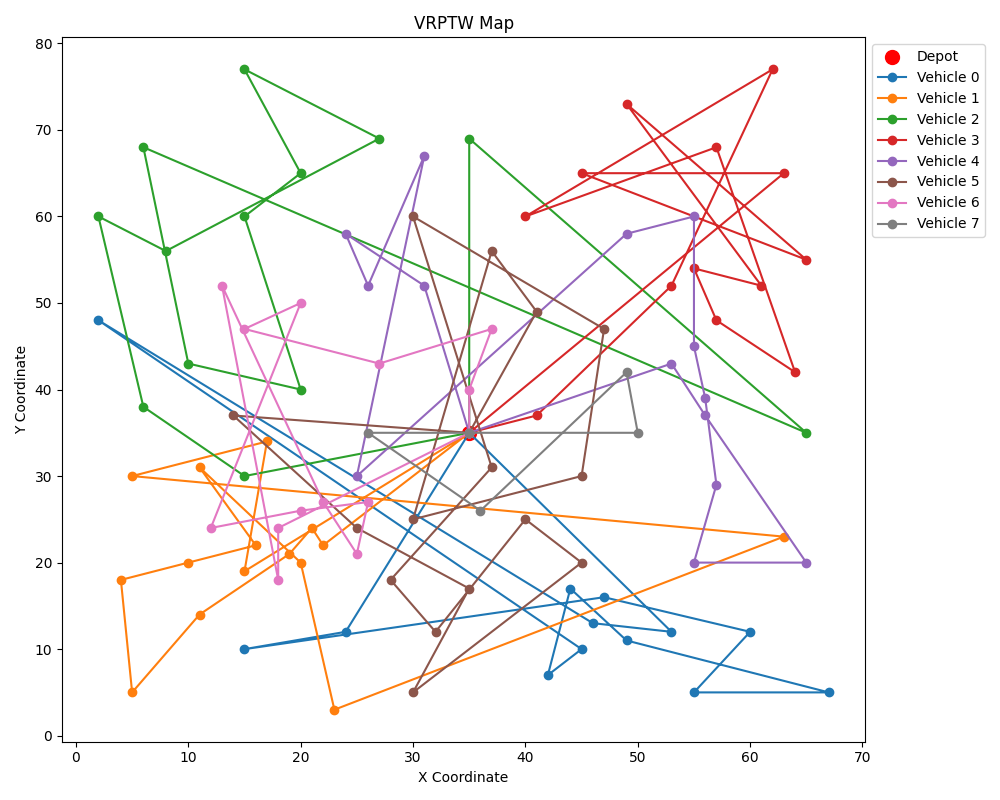 VRPTW Map
80
70
60
50
40
30
20
10
0
Y Coordinate
0 10 20 30 40 50 60 70
X Coordinate
Depot
Vehicle 0
Vehicle 1
Vehicle 2
Vehicle 3
Vehicle 4
Vehicle 5
Vehicle 6
Vehicle 7